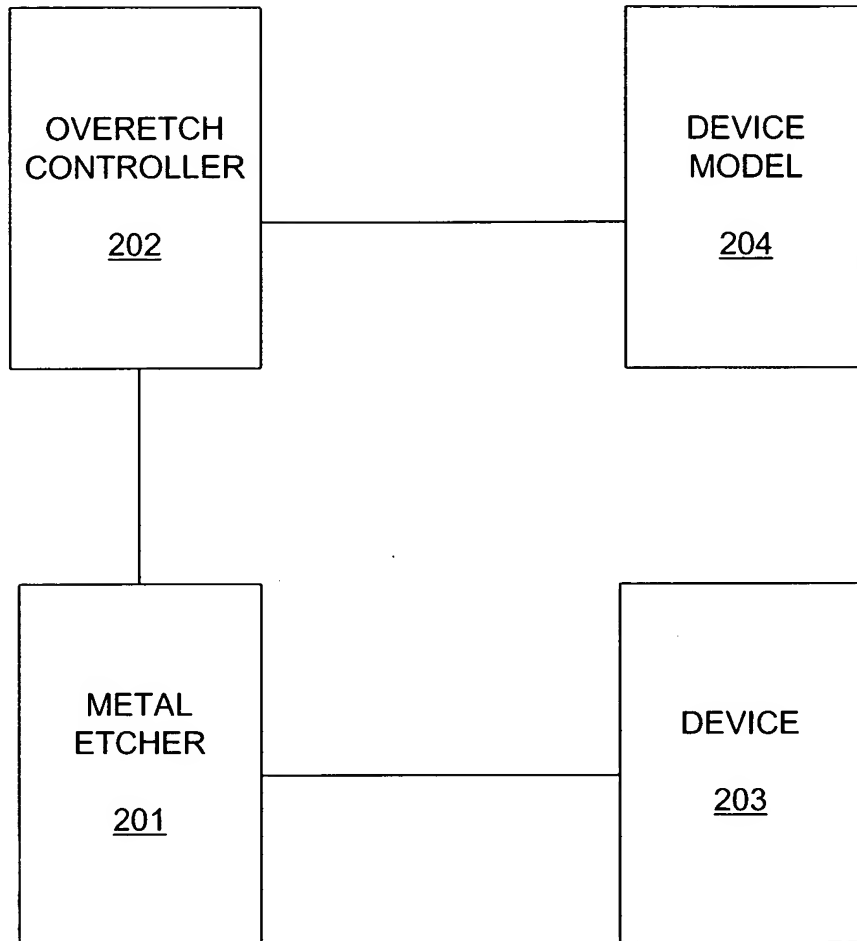 OVERETCH
CONTROLLER
202
DEVICE
MODEL
204
METAL
ETCHER
201
DEVICE
203